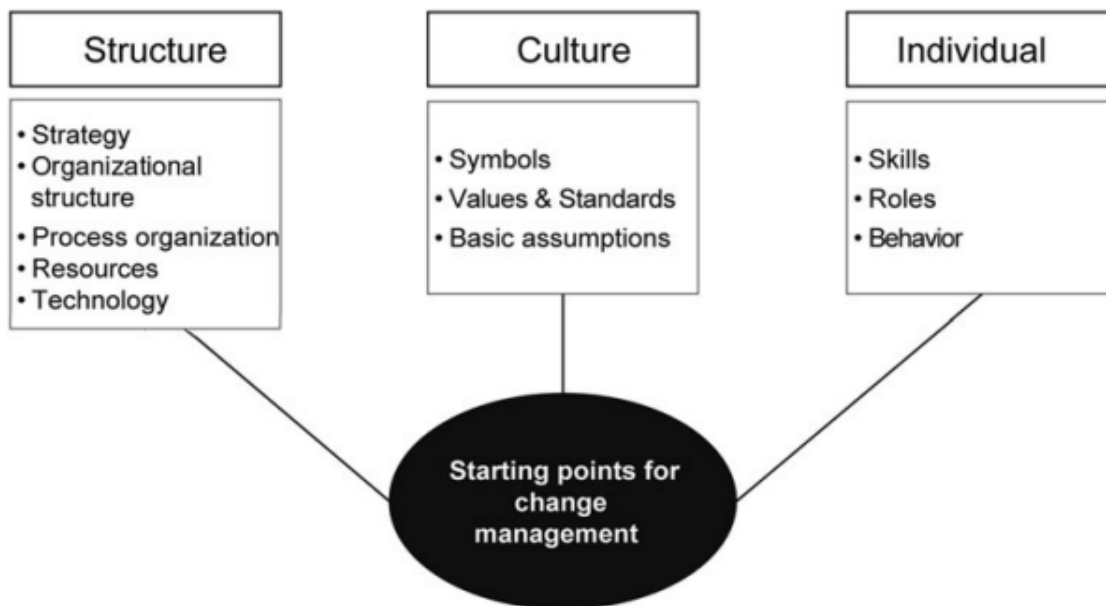 Structure
• Strategy
• Organizational
structure
• Process organization
• Resources
• Technology
Culture
• Symbols
• Values & Standards
• Basic assumptions
Individual
• Skills
• Roles
• Behavior
Starting points for
change
management